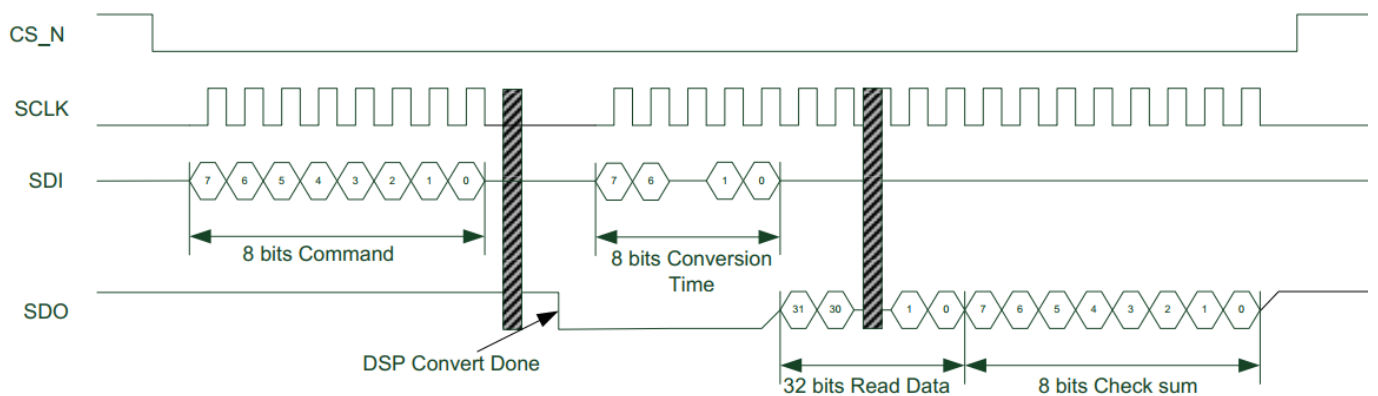 CS_N
SCLK
SDI
7 6 5 4 3 2 1 0
7 6 1 0
8 bits Command
8 bits Conversion
Time
SDO
31 30 1 0 7 6 5 4 3 2 1 0
DSP Convert Done
32 bits Read Data
8 bits Check sum